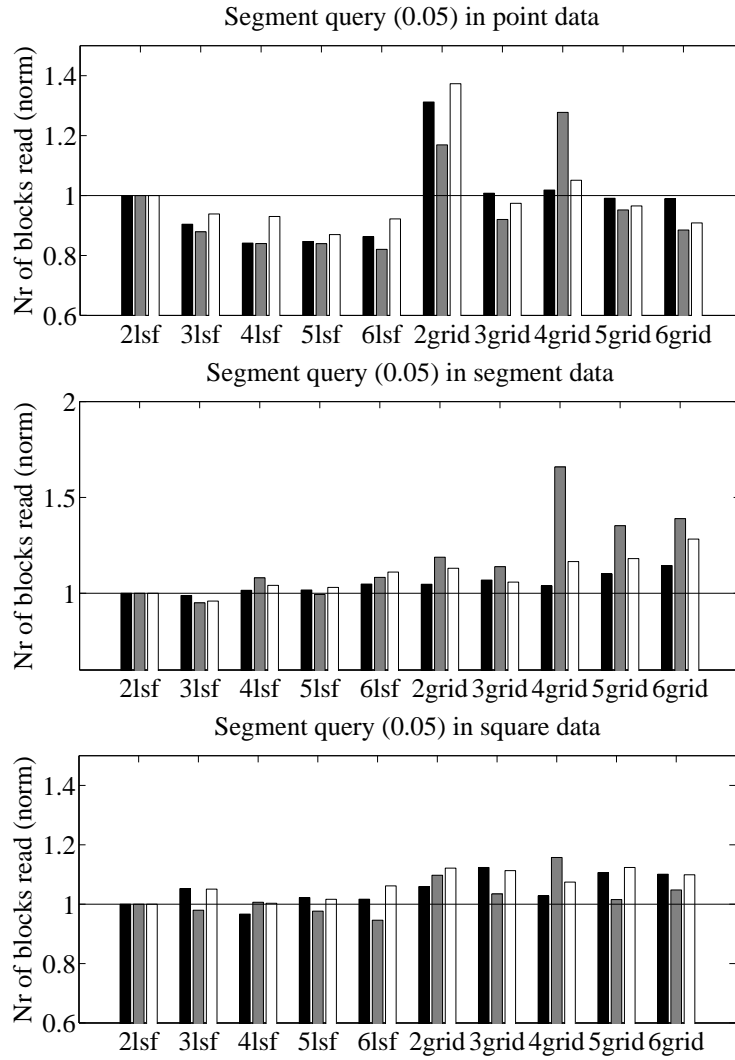 Segment query (0.05) in point data
Nr of blocks read (norm)
1.4
1.2
1
0.8
0.6
2lsf 3lsf 4lsf 5lsf 6lsf 2grid 3grid 4grid 5grid 6grid
Segment query (0.05) in segment data
Nr of blocks read (norm)
2
1.5
1
2lsf 3lsf 4lsf 5lsf 6lsf 2grid 3grid 4grid 5grid 6grid
Segment query (0.05) in square data
Nr of blocks read (norm)
1.4
1.2
1
0.8
0.6
2lsf 3lsf 4lsf 5lsf 6lsf 2grid 3grid 4grid 5grid 6grid